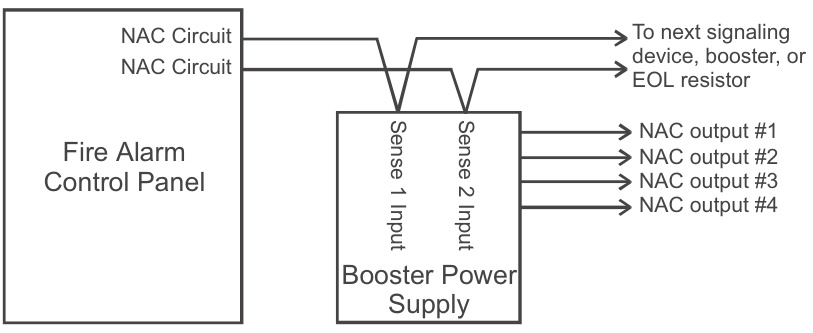 NAC Circuit
NAC Circuit
Fire Alarm
Control Panel
To next signaling
device, booster, or
EOL resistor
Sense 1 Input
Sense 2 Input
NAC output #1
NAC output #2
NAC output #3
NAC output #4
Booster Power
Supply